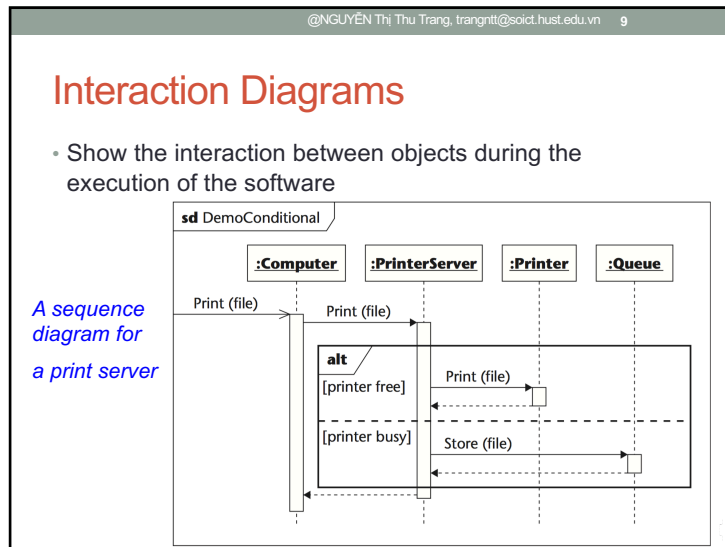 @NGUYỄN Thị Thu Trang, trangntt@soict.hust.edu.vn 9
Interaction Diagrams
• Show the interaction between objects during the
execution of the software
sd DemoConditional
:Computer :PrinterServer :Printer :Queue
A sequence
diagram for
a print server
Print (file)
Print (file)
alt
[printer free]
Print (file)
[printer busy]
Store (file)